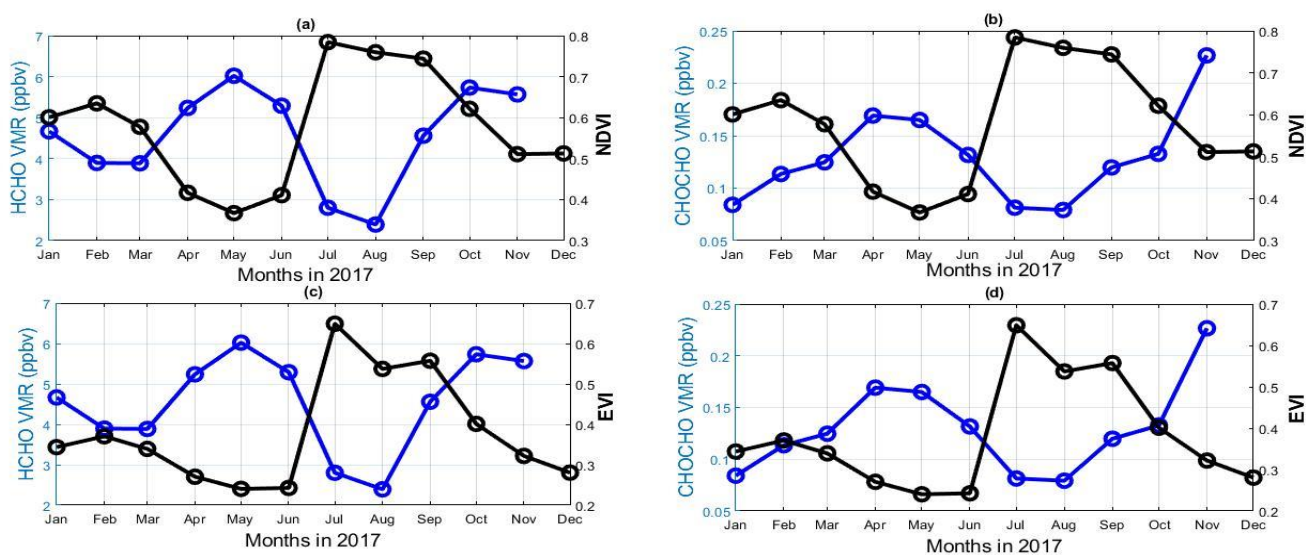 (a)
7
6
5
4
3
2
HCHO VMR (ppbv)
0.8
0.7
0.6
0.5
0.4
0.3
NDVI
Jan Feb Mar Apr May Jun Jul Aug Sep Oct Nov Dec
Months in 2017
(b)
0.25
0.2
0.15
0.1
0.05
CHOCHO VMR (ppbv)
0.8
0.7
0.6
0.5
0.4
0.3
NDVI
Jan Feb Mar Apr May Jun Jul Aug Sep Oct Nov Dec
Months in 2017
(c)
7
6
5
4
3
2
HCHO VMR (ppbv)
0.7
0.6
0.5
0.4
0.3
0.2
EVI
Jan Feb Mar Apr May Jun Jul Aug Sep Oct Nov Dec
Months in 2017
(d)
0.25
0.2
0.15
0.1
0.05
CHOCHO VMR (ppbv)
0.7
0.6
0.5
0.4
0.3
0.2
EVI
Jan Feb Mar Apr May Jun Jul Aug Sep Oct Nov Dec
Months in 2017